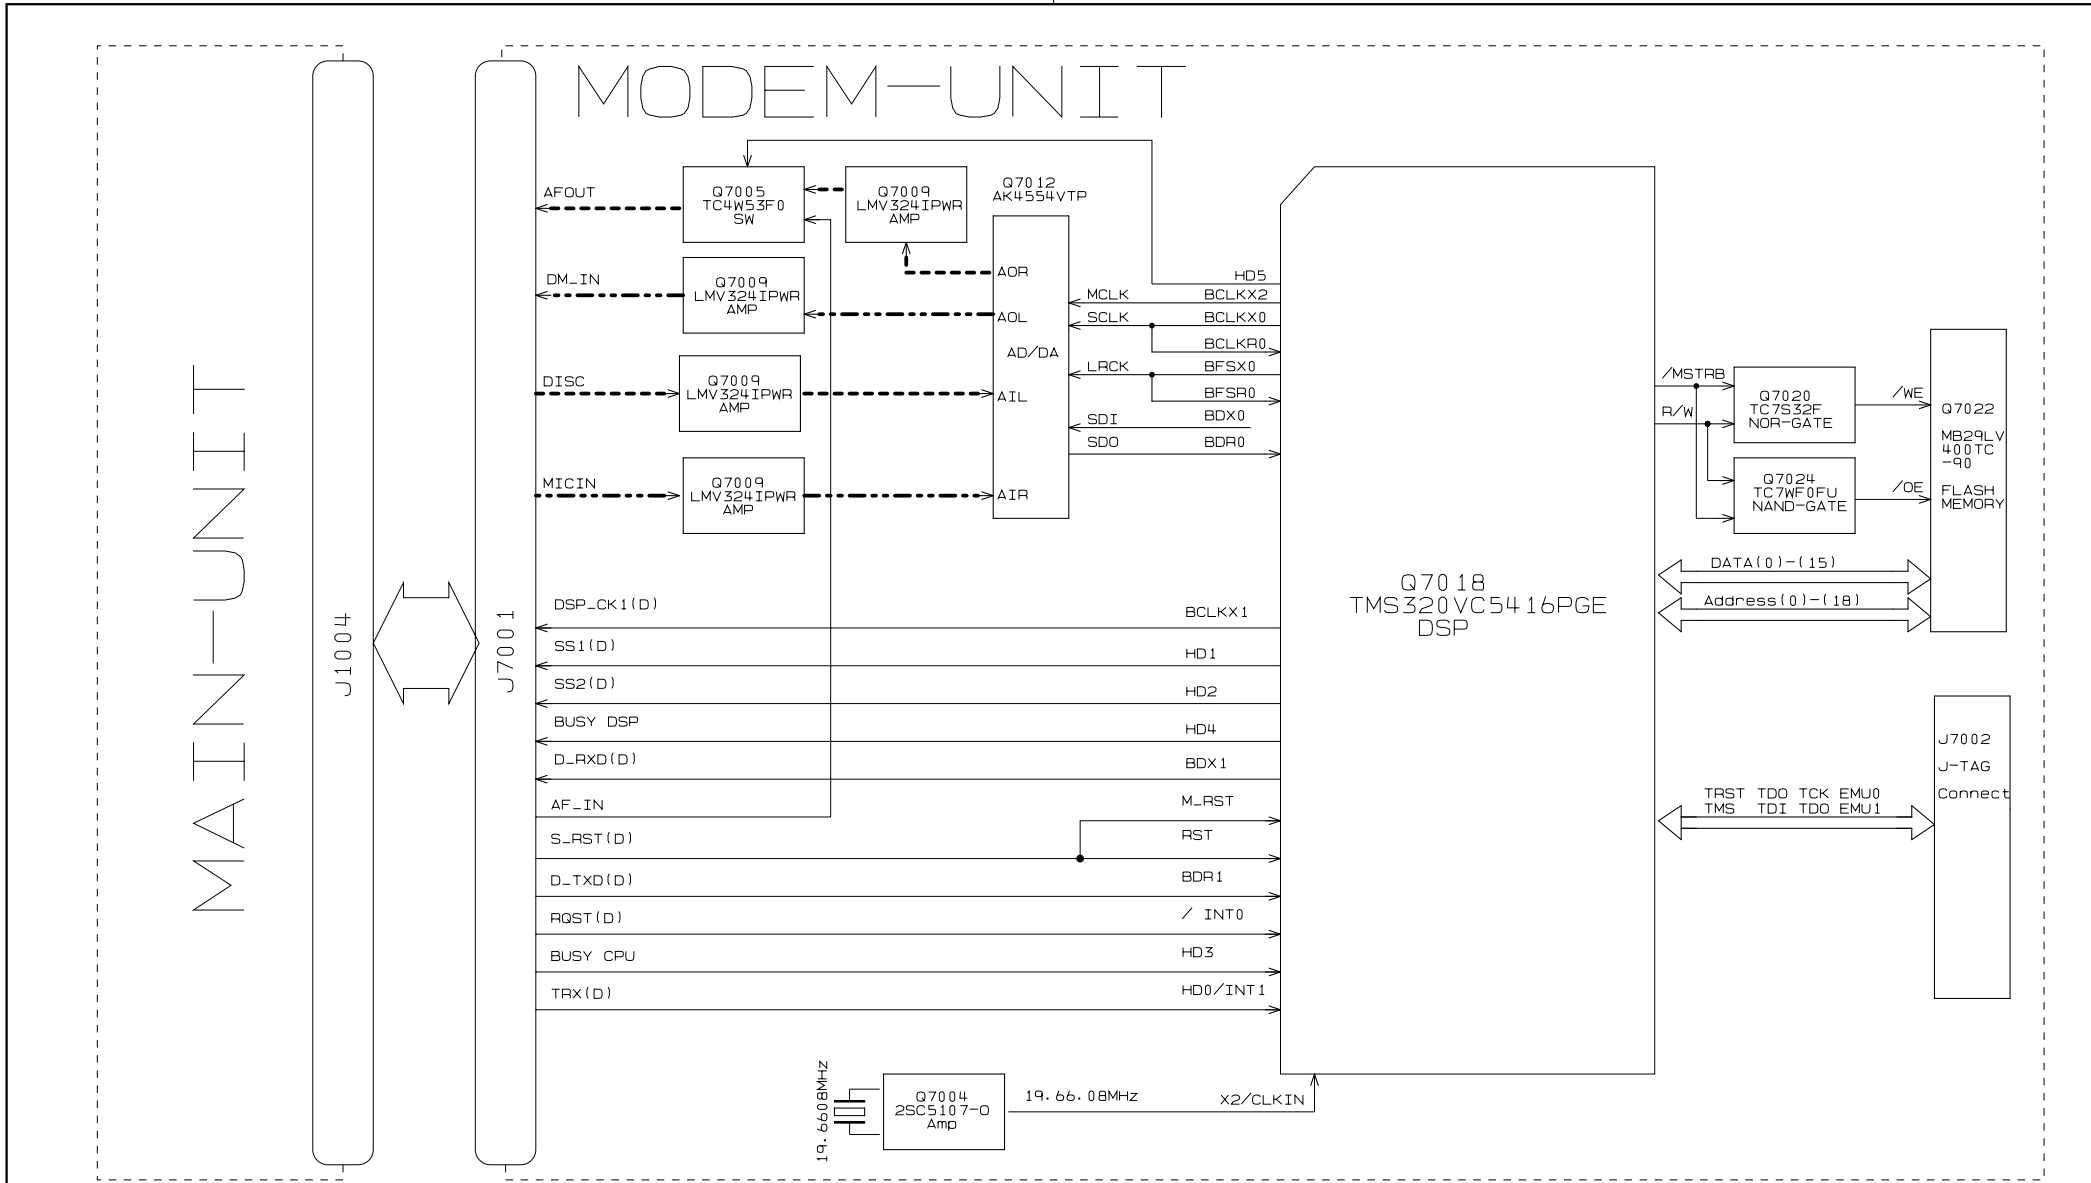 MODEM-UNIT
MAIN-UNIT
J1004
J7001
AFOUT
Q7005
TC4W53F0
SW
Q7009
LMV324IPWR
AMP
Q7012
AK4554VTP
DM_IN
Q7009
LMV324IPWR
AMP
DISC
Q7009
LMV324IPWR
AMP
MICIN
Q7009
LMV324IPWR
AMP
AOR
AOL
AD/DA
AIL
AIR
HD5
MCLK BCLKX2
SCLK BCLKX0
BCLKR0
LRCK BFSX0
BFSR0
SDI BDX0
SDO BDR0
Q7018
TMS320VC5416PGE
DSP
/MSTRB
R/W
Q7020
TC7S32F
NOR-GATE
Q7024
TC7WF0FU
NAND-GATE
/WE
/OE
Q7022
MB29LV
400TC
-90
FLASH
MEMORY
DATA(0)-(15)
Address(0)-(18)
J7002
J-TAG
Connect
TRST TDO TCK EMU0
TMS TDI TDO EMU1
DSP_CK1(D) BCLKX1
SS1(D) HD1
SS2(D) HD2
BUSY DSP HD4
D_RXD(D) BDX1
AF_IN M_RST
S_RST(D) RST
D_TXD(D) BDR1
RQST(D) / INT0
BUSY CPU HD3
TRX(D) HD0/INT1
19.6608MHz
Q7004
2SC5107-O
Amp
19.66.08MHz
X2/CLKIN